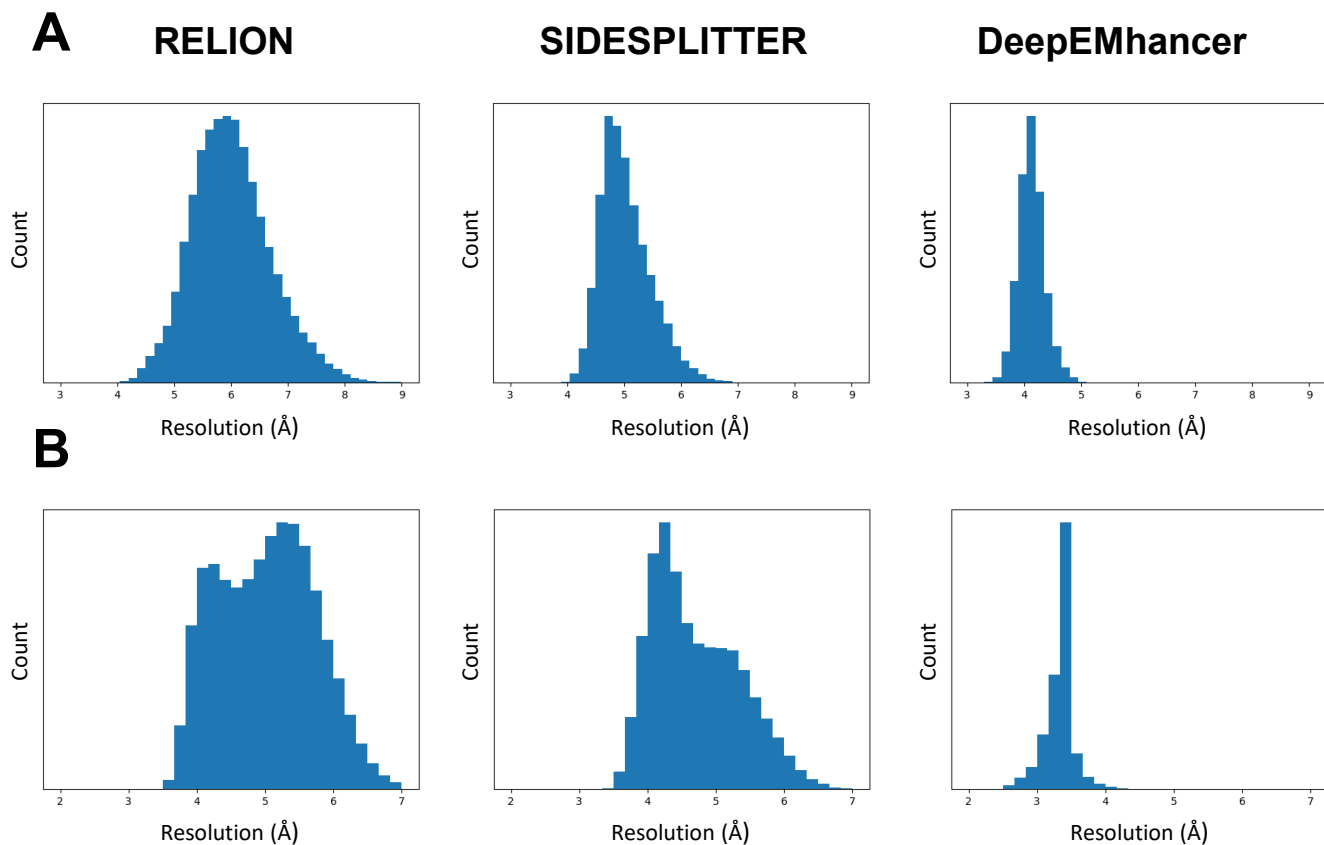 A
RELION
SIDESPLITTER
DeepEMhancer
Count
3 4 5 6 7 8 9
Resolution (Å)
Count
3 4 5 6 7 8 9
Resolution (Å)
Count
3 4 5 6 7 8 9
Resolution (Å)
B
Count
2 3 4 5 6 7
Resolution (Å)
Count
2 3 4 5 6 7
Resolution (Å)
Count
2 3 4 5 6 7
Resolution (Å)